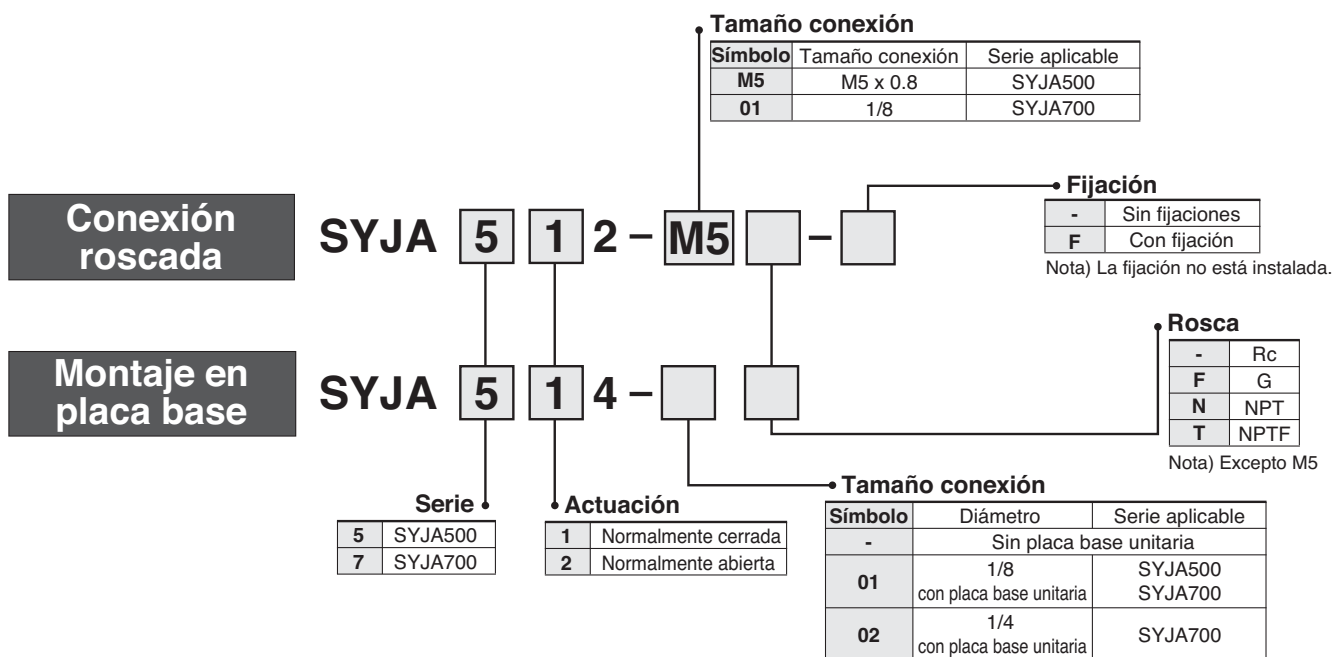 Tamaño conexión
Símbolo Tamaño conexión Serie aplicable
M5 M5 x 0.8 SYJA500
01 1/8 SYJA700
Conexión
roscada
SYJA 5 1 2 – M5 –
Fijación
- Sin fijaciones
F Con fijación
Nota) La fijación no está instalada.
Montaje en
placa base
SYJA 5 1 4 –
Rosca
- Rc
F G
N NPT
T NPTF
Nota) Excepto M5
Serie
5 SYJA500
7 SYJA700
Actuación
1 Normalmente cerrada
2 Normalmente abierta
Tamaño conexión
Símbolo Diámetro Serie aplicable
- Sin placa base unitaria
01 1/8 con placa base unitaria SYJA500 SYJA700
02 1/4 con placa base unitaria SYJA700